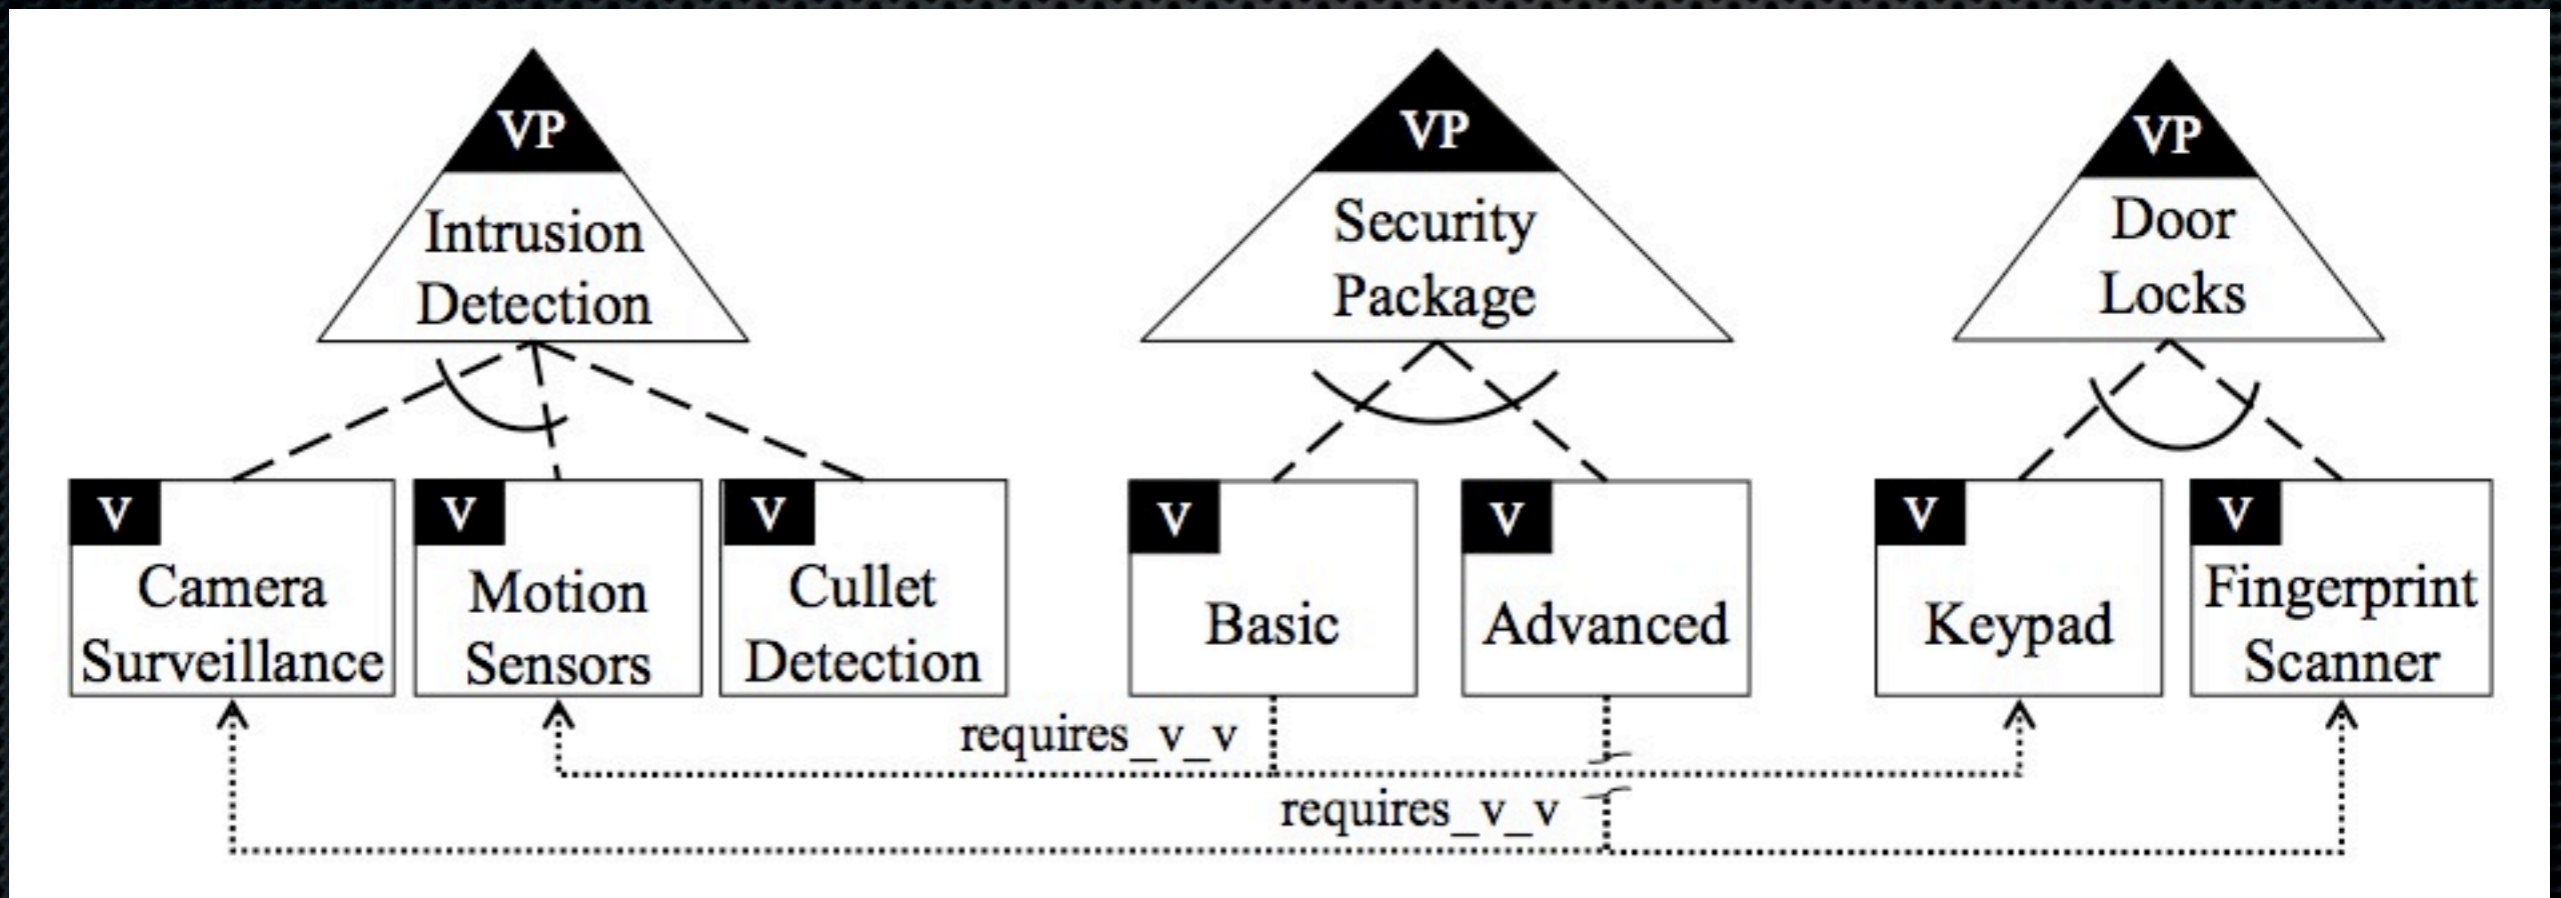 VP
Intrusion
Detection
VP
Security
Package
VP
Door
Locks
V
Camera
Surveillance
V
Motion
Sensors
V
Cullet
Detection
V
Basic
V
Advanced
V
Keypad
V
Fingerprint
Scanner
requires_v_v
requires_v_v